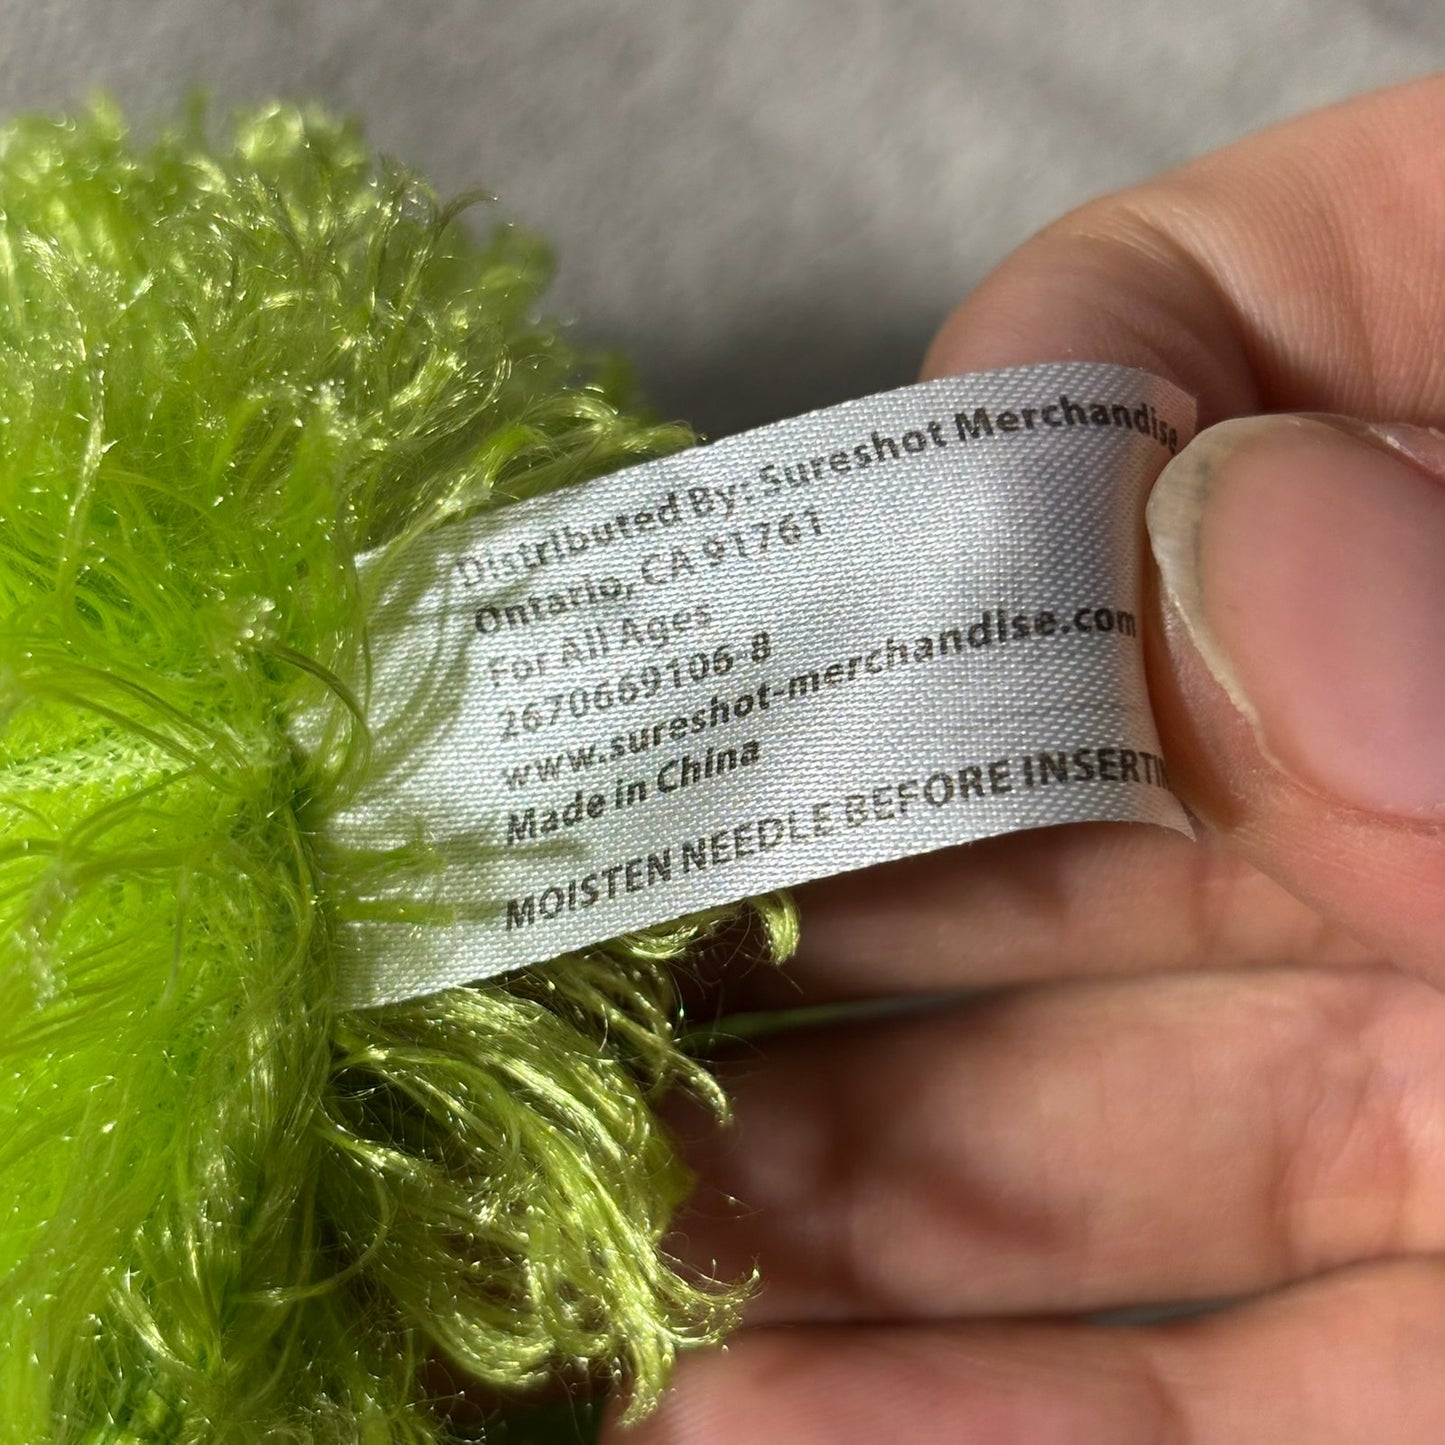 Distributed By: Sureshot Merchandise
Ontario, CA 91761
For All Ages
2670669106-8
www.sureshot-merchandise.com
Made in China
MOISTEN NEEDLE BEFORE INSERTIN